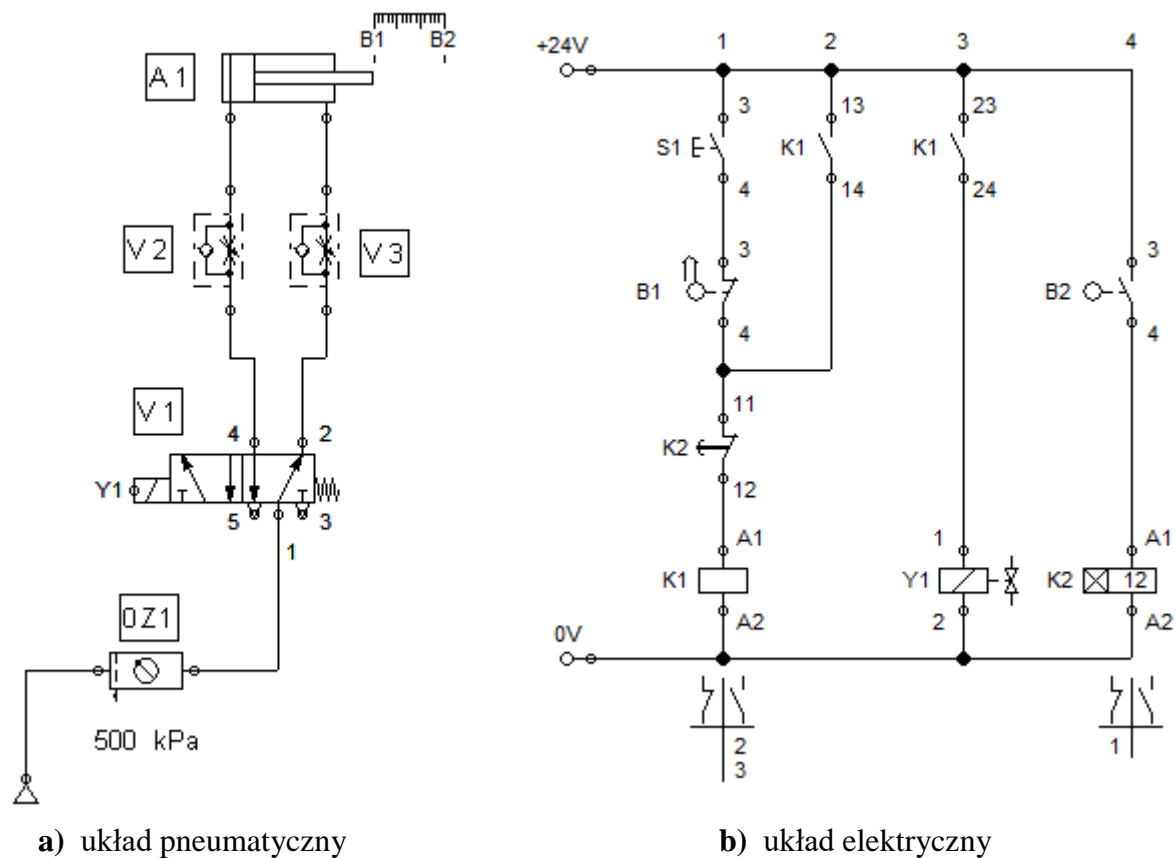 B1 B2
A1
V2 V3
V1
4 2
Y1
5 3
1
0Z1
500 kPa
a) układ pneumatyczny
1 2 3 4
+24V
3 13 23
S1 K1 K1
4 14 24
3 3
B1 B2
4 4
11
K2
12
A1 1 A1
K1 Y1 K2 12
A2 2 A2
0V
2 1
3
b) układ elektryczny